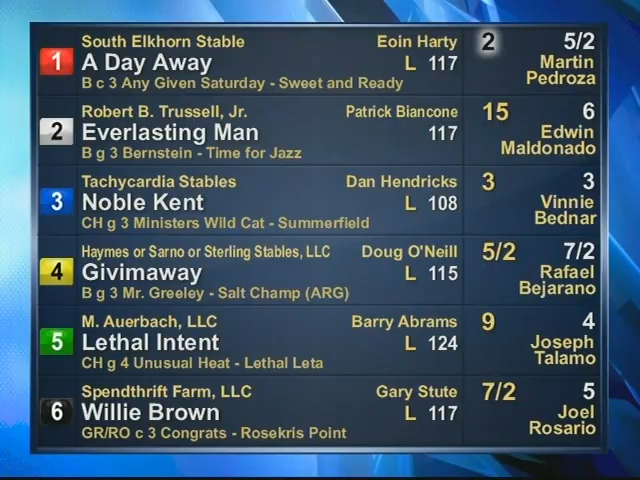 South Elkhorn Stable Eoin Harty 2 5/2
1 A Day Away L 117 Martin
B c 3 Any Given Saturday - Sweet and Ready Pedroza
Robert B. Trussell, Jr. Patrick Biancone 15 6
2 Everlasting Man 117 Edwin
B g 3 Bernstein - Time for Jazz Maldonado
Tachycardia Stables Dan Hendricks 3 3
3 Noble Kent L 108 Vinnie
CH g 3 Ministers Wild Cat - Summerfield Bednar
Haymes or Sarno or Sterling Stables, LLC Doug O'Neill 5/2 7/2
4 Givimaway L 115 Rafael
B g 3 Mr. Greeley - Salt Champ (ARG) Bejarano
M. Auerbach, LLC Barry Abrams 9 4
5 Lethal Intent L 124 Joseph
CH g 4 Unusual Heat - Lethal Leta Talamo
Spendthrift Farm, LLC Gary Stute 7/2 5
6 Willie Brown L 117 Joel
GR/RO c 3 Congrats - Rosekris Point Rosario